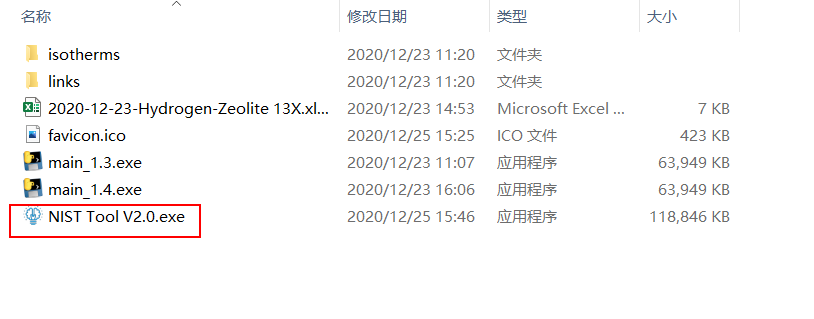 名称 修改日期 类型 大小
isotherms 2020/12/23 11:20 文件夹
links 2020/12/23 11:20 文件夹
2020-12-23-Hydrogen-Zeolite 13X.xl... 2020/12/23 14:53 Microsoft Excel ... 7 KB
favicon.ico 2020/12/25 15:25 ICO 文件 423 KB
main_1.3.exe 2020/12/23 11:07 应用程序 63,949 KB
main_1.4.exe 2020/12/23 16:06 应用程序 63,949 KB
NIST Tool V2.0.exe 2020/12/25 15:46 应用程序 118,846 KB